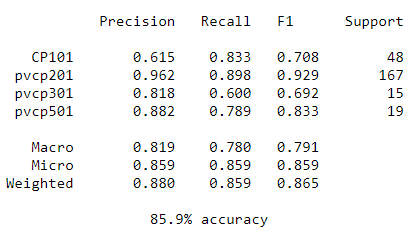 Precision Recall F1 Support
CP101 0.615 0.833 0.708 48
pvcp201 0.962 0.898 0.929 167
pvcp301 0.818 0.600 0.692 15
pvcp501 0.882 0.789 0.833 19
Macro 0.819 0.780 0.791
Micro 0.859 0.859 0.859
Weighted 0.880 0.859 0.865
85.9% accuracy